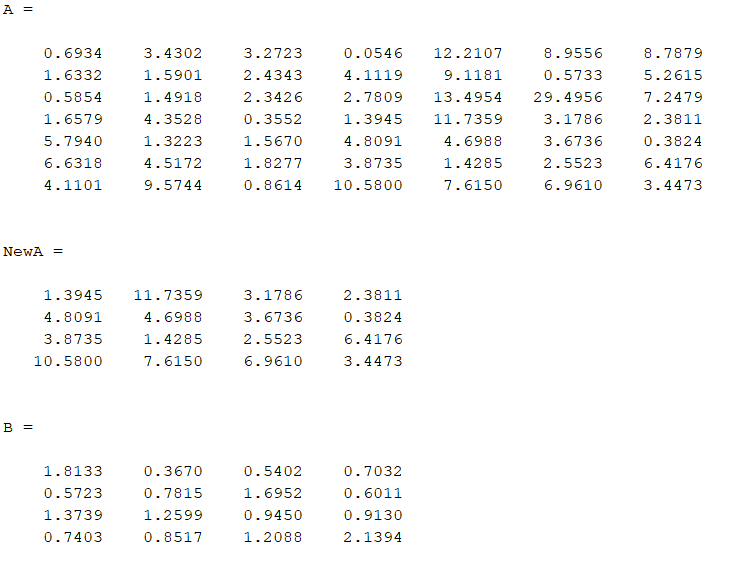 A =
0.6934 3.4302 3.2723 0.0546 12.2107 8.9556 8.7879
1.6332 1.5901 2.4343 4.1119 9.1181 0.5733 5.2615
0.5854 1.4918 2.3426 2.7809 13.4954 29.4956 7.2479
1.6579 4.3528 0.3552 1.3945 11.7359 3.1786 2.3811
5.7940 1.3223 1.5670 4.8091 4.6988 3.6736 0.3824
6.6318 4.5172 1.8277 3.8735 1.4285 2.5523 6.4176
4.1101 9.5744 0.8614 10.5800 7.6150 6.9610 3.4473
NewA =
1.3945 11.7359 3.1786 2.3811
4.8091 4.6988 3.6736 0.3824
3.8735 1.4285 2.5523 6.4176
10.5800 7.6150 6.9610 3.4473
B =
1.8133 0.3670 0.5402 0.7032
0.5723 0.7815 1.6952 0.6011
1.3739 1.2599 0.9450 0.9130
0.7403 0.8517 1.2088 2.1394